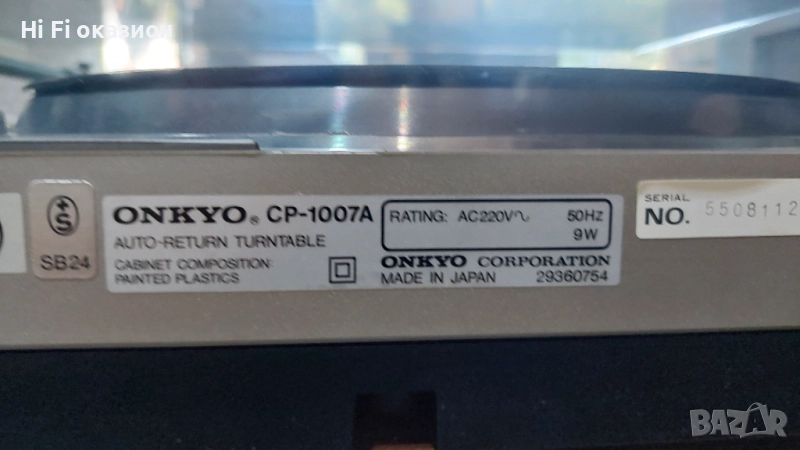 Hi Fi оказион
+
S
SB24
ONKYO® CP-1007A
AUTO-RETURN TURNTABLE
CABINET COMPOSITION:
PAINTED PLASTICS
RATING: AC220V~ 50Hz
9W
ONKYO CORPORATION
MADE IN JAPAN 29360754
SERIAL
NO. 5508112
BAZAR